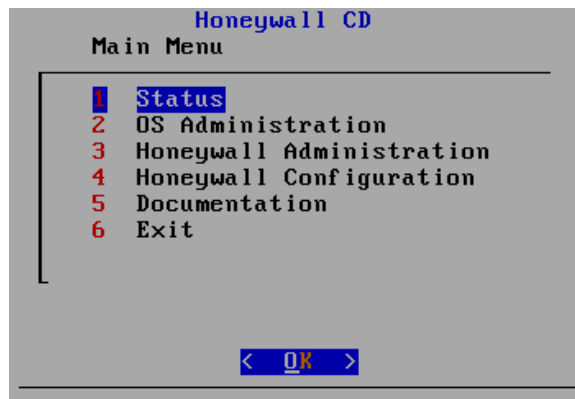 Honeywall CD
Main Menu
1 Status
2 OS Administration
3 Honeywall Administration
4 Honeywall Configuration
5 Documentation
6 Exit
< OK >